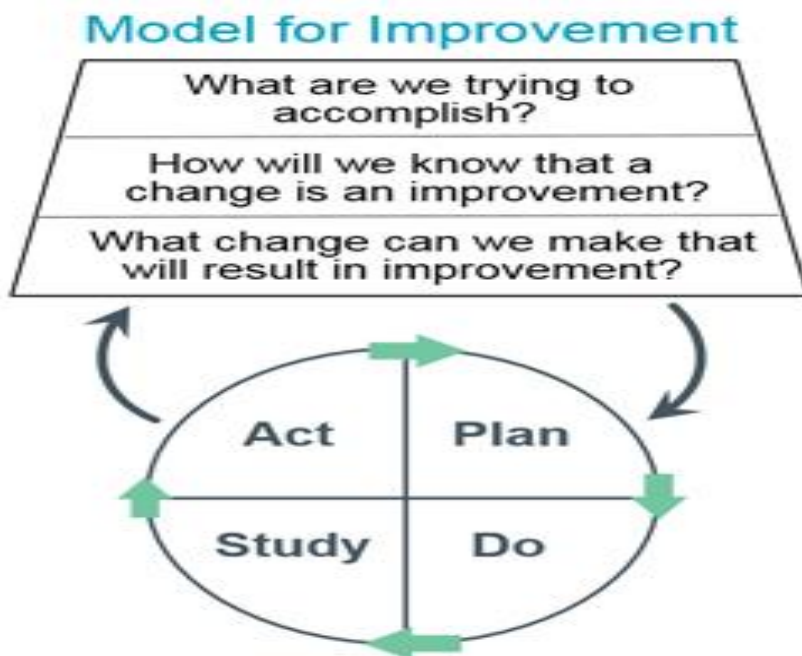 Model for Improvement
What are we trying to
accomplish?
How will we know that a
change is an improvement?
What change can we make that
will result in improvement?
Act
Plan
Study
Do